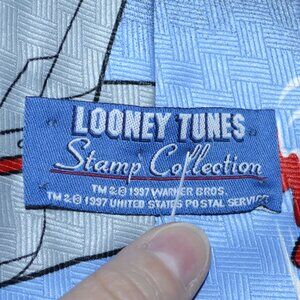 LOONEY TUNES
Stamp Collection
TM & © 1997 WARNER BROS.
TM & © 1997 UNITED STATES POSTAL SERVICE